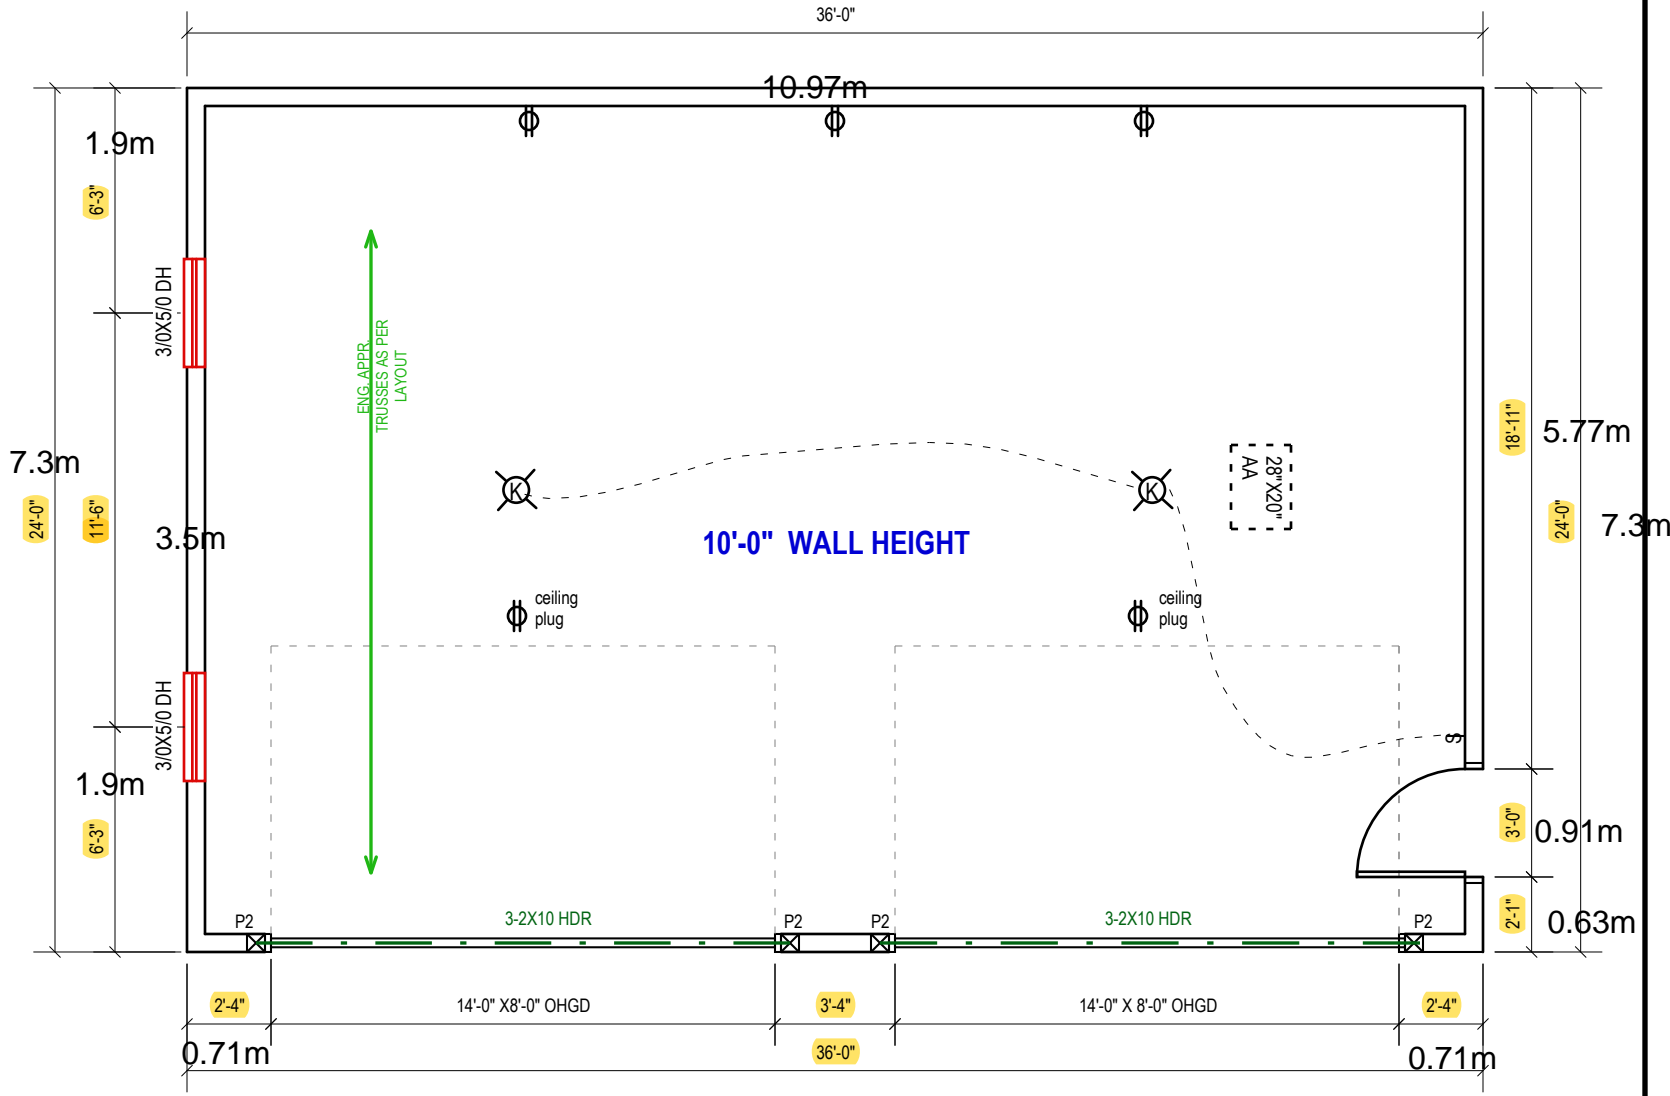 36'-0"
10.97m
1.9m
6'-3"
3/0X5/0 DH
ENG. APPR.
TRUSSES AS PER
LAYOUT
18'-11"
5.77m
7.3m
24'-0"
11'-6"
3.5m
K
K
28"X20"
AA
24'-0"
7.3m
10'-0" WALL HEIGHT
ceiling
plug
ceiling
plug
3/0X5/0 DH
S
1.9m
6'-3"
3'-0"
0.91m
P2
3-2X10 HDR
P2
P2
3-2X10 HDR
P2
2'-1"
0.63m
2'-4"
14'-0" X8'-0" OHGD
3'-4"
14'-0" X 8'-0" OHGD
2'-4"
0.71m
36'-0"
0.71m